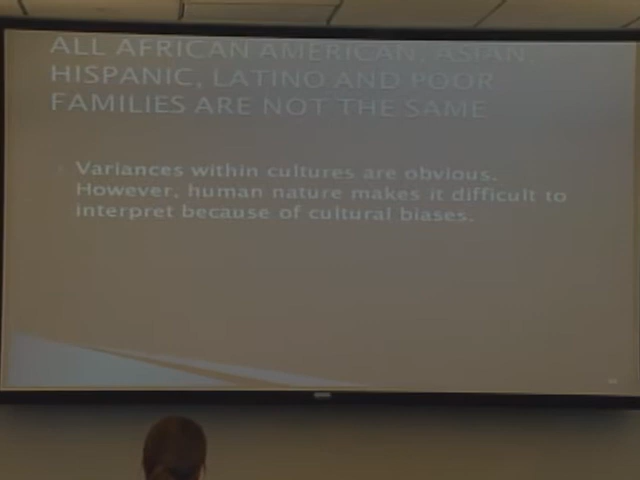 ALL AFRICAN AMERICAN, ASIAN,
HISPANIC, LATINO AND POOR
FAMILIES ARE NOT THE SAME
Variances within cultures are obvious.
However, human nature makes it difficult to
interpret because of cultural biases.